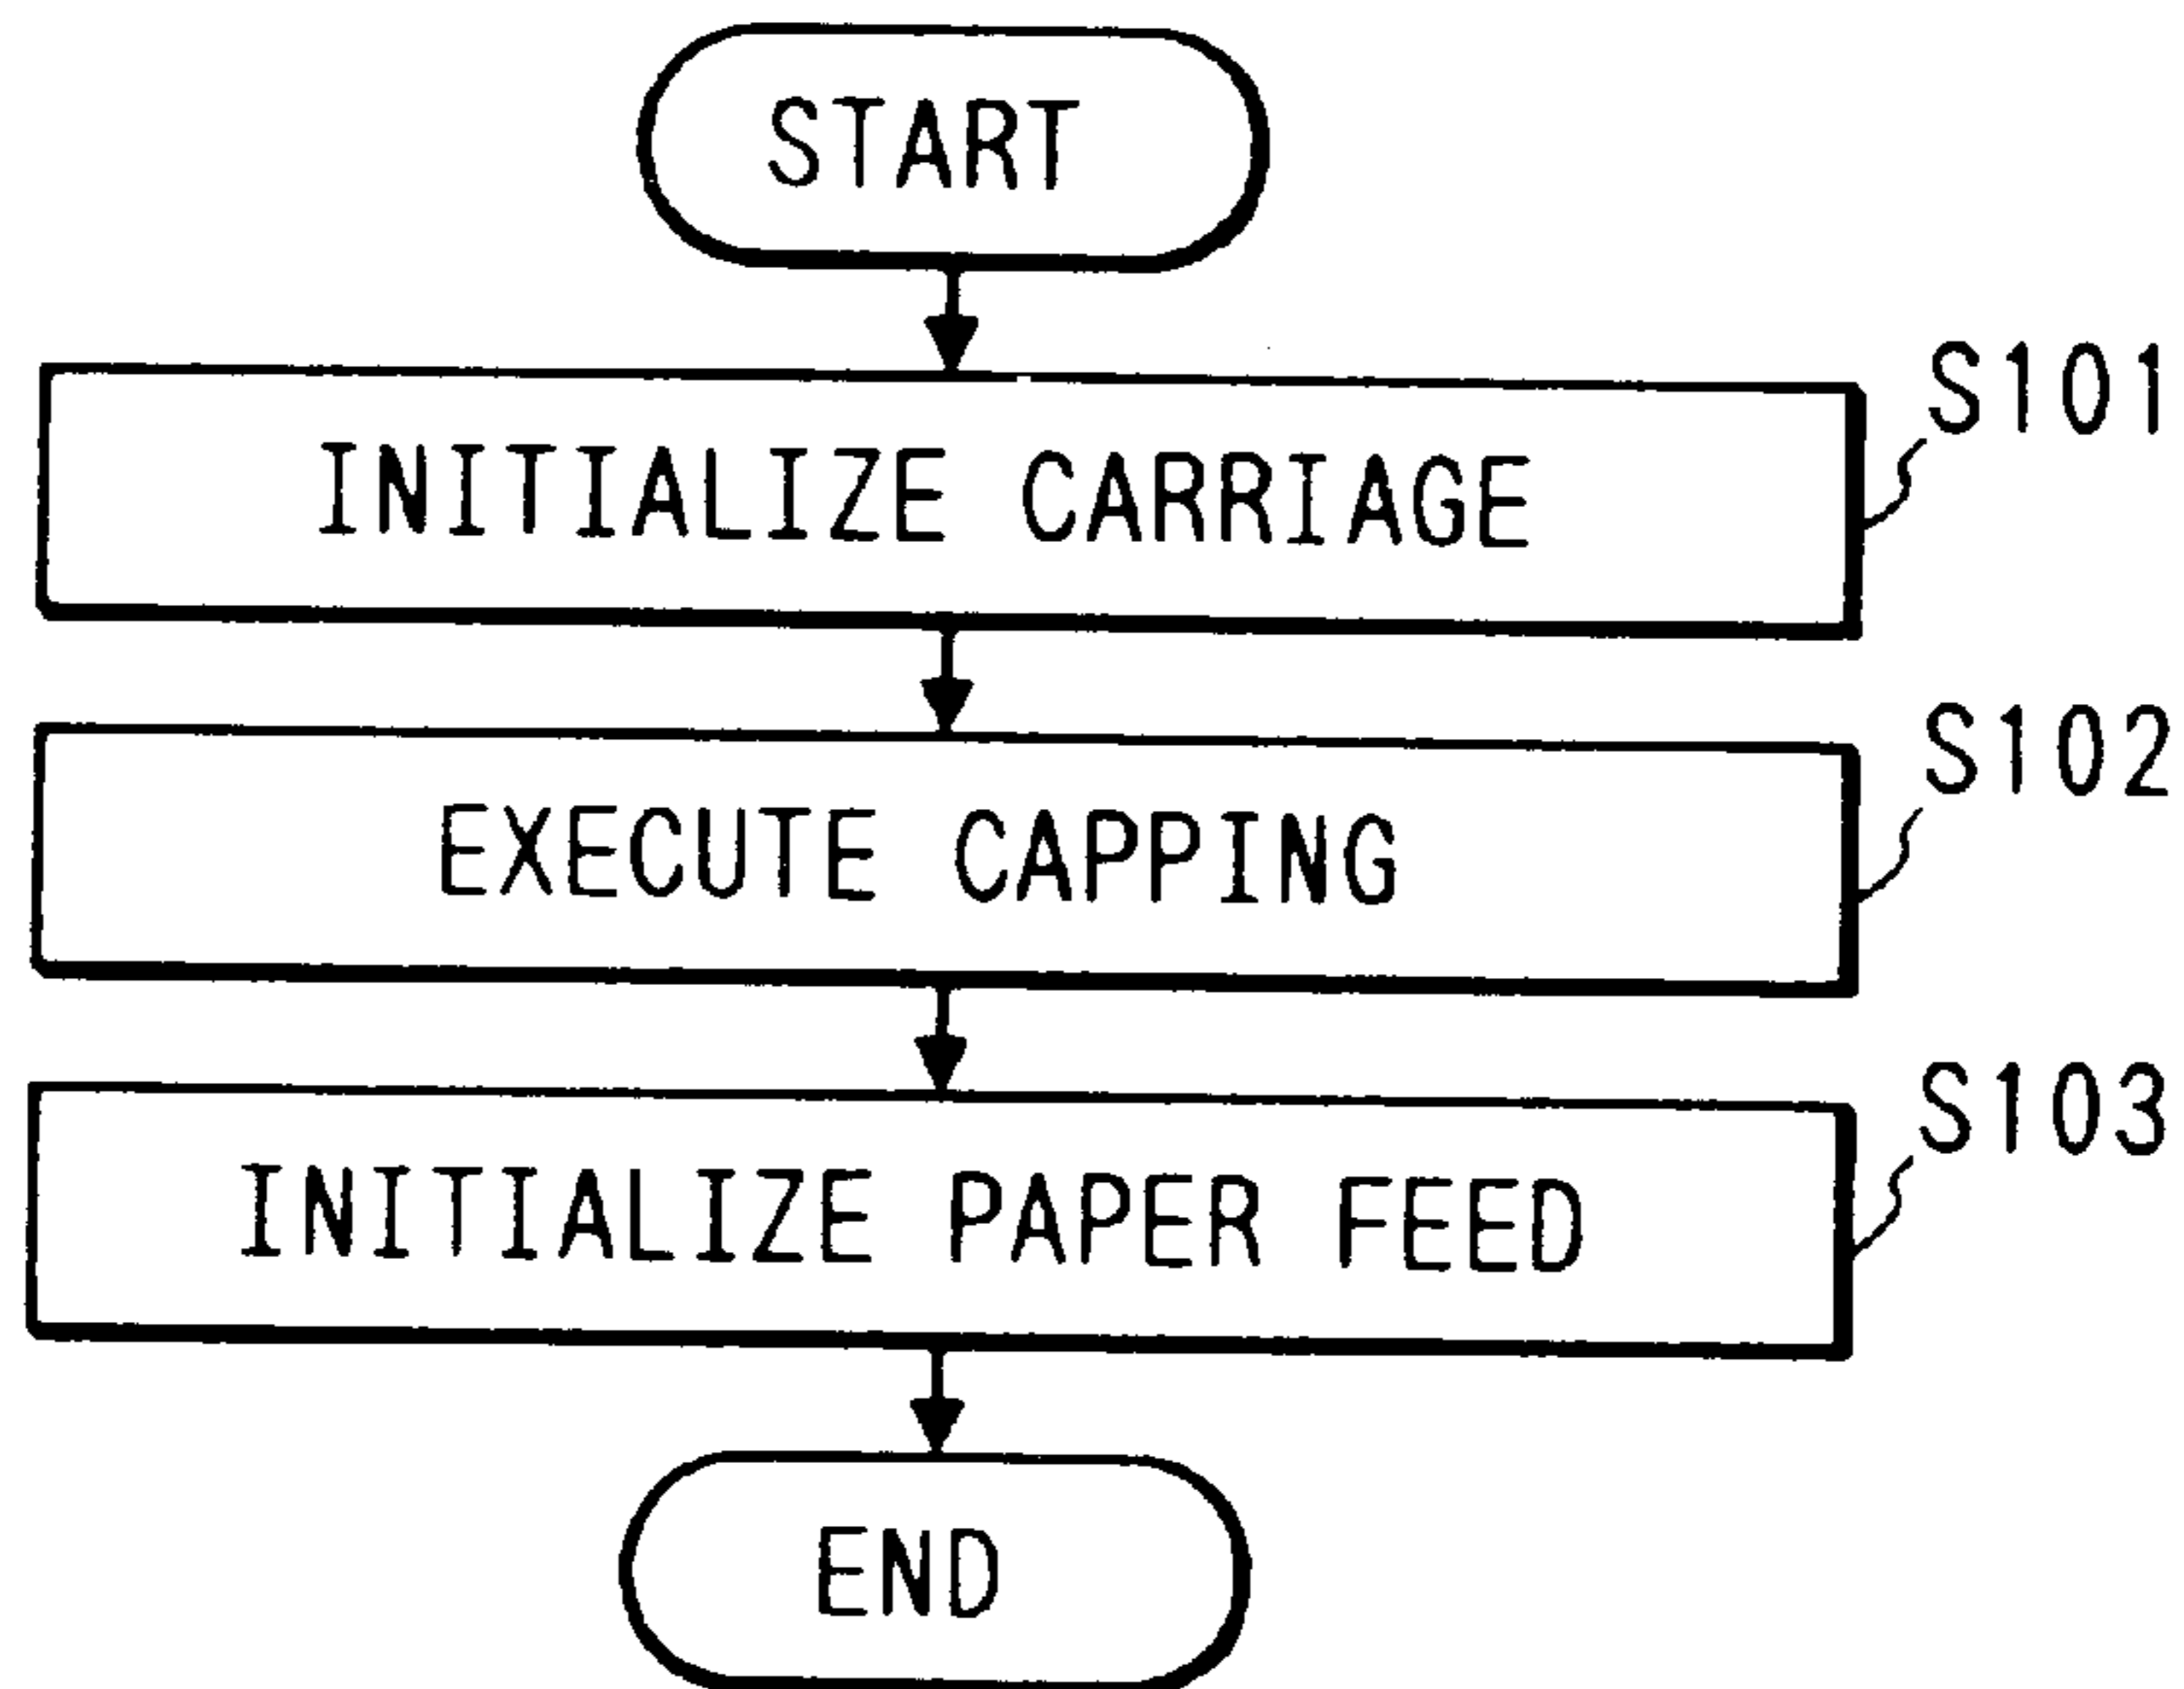 START
S101
INITIALIZE CARRIAGE
S102
EXECUTE CAPPING
S103
INITIALIZE PAPER FEED
END